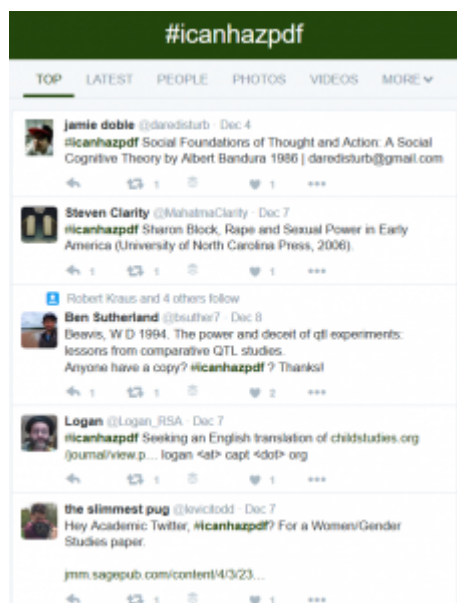 #icanhazpdf
TOP LATEST PEOPLE PHOTOS VIDEOS MORE
jamie doble @daredisturb · Dec 4
#icanhazpdf Social Foundations of Thought and Action: A Social
Cognitive Theory by Albert Bandura 1986 | daredisturb@gmail.com
1 1
Steven Clarity @MahatmaClarity · Dec 7
#icanhazpdf Sharon Block, Rape and Sexual Power in Early
America (University of North Carolina Press, 2006).
1 1 1
Robert Kraus and 4 others follow
Ben Sutherland @bsuther7 · Dec 8
Beavis, W D 1994. The power and deceit of qtl experiments:
lessons from comparative QTL studies.
Anyone have a copy? #icanhazpdf ? Thanks!
1 1 2
Logan @Logan_RSA · Dec 7
#icanhazpdf Seeking an English translation of childstudies.org
/journal/view.p... logan <at> capt <dot> org
1
the slimmest pug @levicitodd · Dec 7
Hey Academic Twitter, #icanhazpdf? For a Women/Gender
Studies paper.
jmm.sagepub.com/content/4/3/23...
1 1